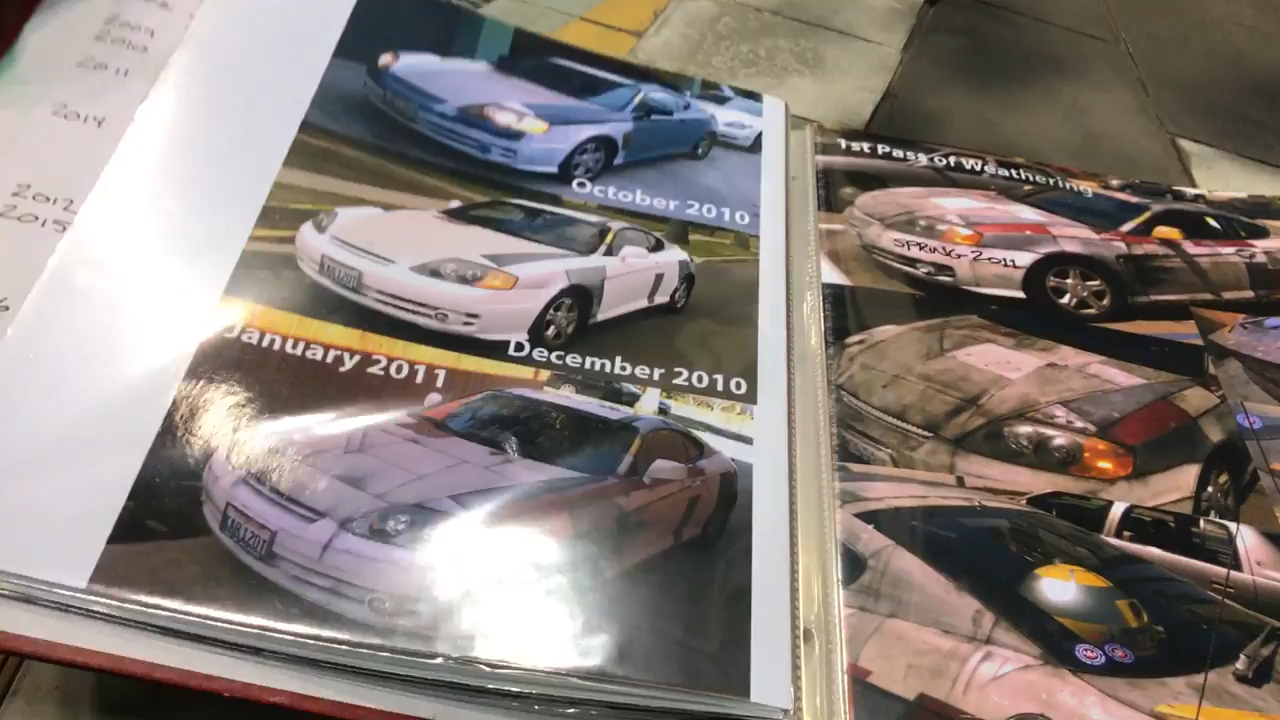 2009
2010
2011
2014
2012
2015
October 2010
December 2010
January 2011
1st Pass of Weathering
SPRING 2011